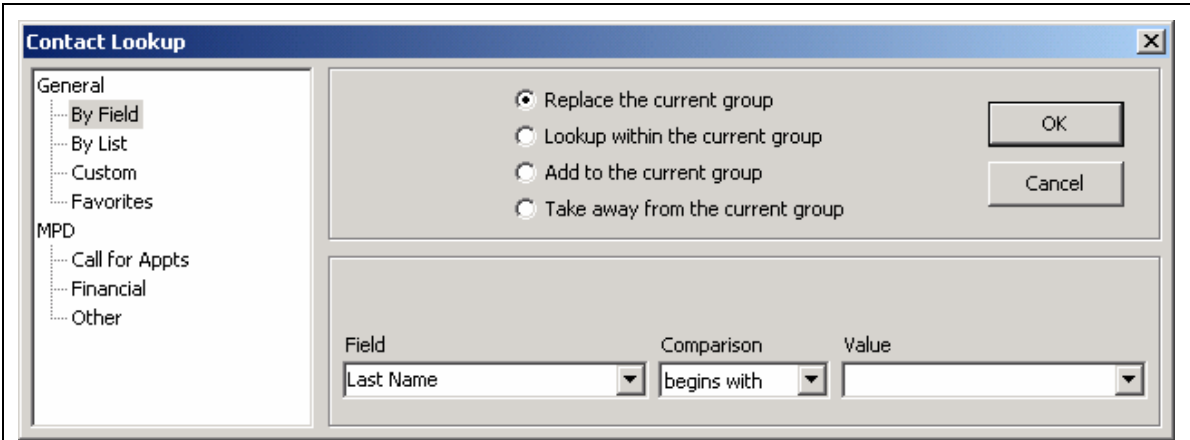 Contact Lookup
General
By Field
By List
Custom
Favorites
MPD
Call for Appts
Financial
Other
Replace the current group
Lookup within the current group
Add to the current group
Take away from the current group
OK
Cancel
Field
Comparison
Value
Last Name
begins with